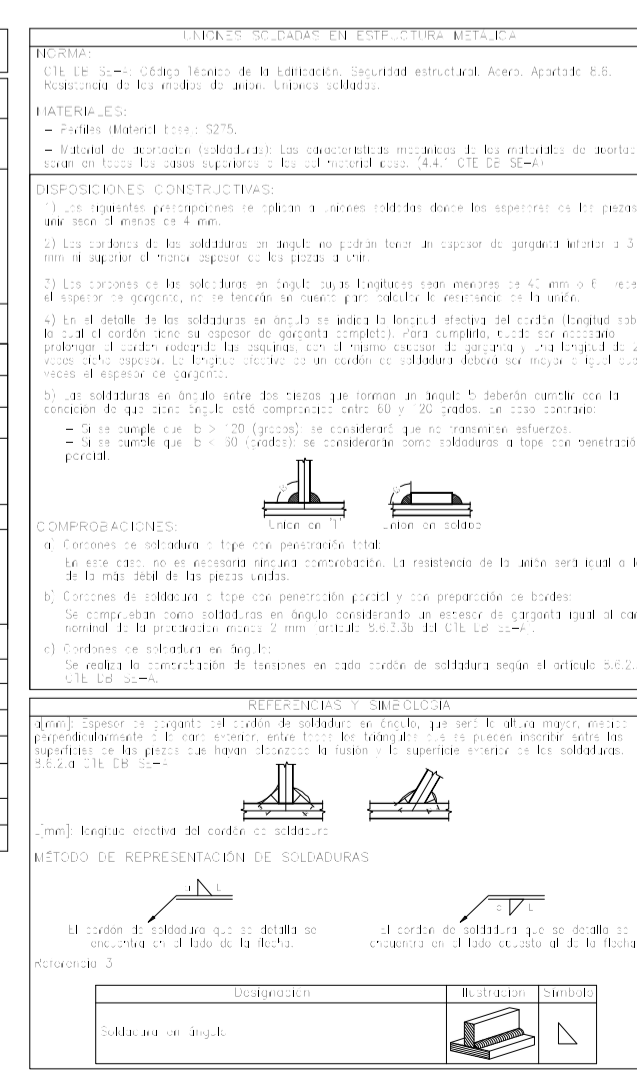 UNIONES SOLDADAS EN ESTRUCTURA METÁLICA
NORMA:
CTE DB SE-A: Código Técnico de la Edificación. Seguridad estructural. Acero. Apartado 8.6.
Resistencia de los medios de unión. Uniones soldadas.
MATERIALES:
- Perfiles (Material base): S275.
- Material de aportación (soldaduras): Las características mecánicas de los materiales de aportac
serán en todos los casos superiores a las del material base. (4.4.1 CTE DB SE-A)
DISPOSICIONES CONSTRUCTIVAS:
1) Las siguientes prescripciones se aplican a uniones soldadas donde los espesores de las piezas
unir sean al menos de 4 mm.
2) Los cordones de las soldaduras en ángulo no podrán tener un espesor de garganta inferior a 3
mm ni superior al menor espesor de las piezas a unir.
3) Los cordones de las soldaduras en ángulo cuyas longitudes sean menores de 40 mm o 6 vece
el espesor de garganta, no se tendrán en cuenta para calcular la resistencia de la unión.
4) En el detalle de las soldaduras en ángulo se indica la longitud efectiva del cordón (longitud sob
la cual el cordón tiene su espesor de garganta completo). Para cumplirla, puede ser necesario
prolongar el cordón rodeando las esquinas, con el mismo espesor de garganta y una longitud de 2
veces dicho espesor. La longitud efectiva de un cordón de soldadura deberá ser mayor o igual que
veces el espesor de garganta.
5) Las soldaduras en ángulo entre dos piezas que forman un ángulo b deberán cumplir con la
condición de que dicho ángulo esté comprendido entre 60 y 120 grados. En caso contrario:
- Si se cumple que b > 120 (grados): se considerará que no transmiten esfuerzos.
- Si se cumple que b < 60 (grados): se considerarán como soldaduras a tope con penetració
parcial.
Unión en 'T'
Unión en solape
COMPROBACIONES:
a) Cordones de soldadura a tope con penetración total:
En este caso, no es necesaria ninguna comprobación. La resistencia de la unión será igual a l
de la más débil de las piezas unidas.
b) Cordones de soldadura a tope con penetración parcial y con preparación de bordes:
Se comprueban como soldaduras en ángulo considerando un espesor de garganta igual al can
nominal de la preparación menos 2 mm (artículo 8.6.3.3b del CTE DB SE-A).
c) Cordones de soldadura en ángulo:
Se realiza la comprobación de tensiones en cada cordón de soldadura según el artículo 8.6.2.
CTE DB SE-A.
REFERENCIAS Y SIMBOLOGÍA
a[mm]: Espesor de garganta del cordón de soldadura en ángulo, que será la altura mayor, medida
perpendicularmente a la cara exterior, entre todos los triángulos que se pueden inscribir entre las
superficies de las piezas que hayan alcanzado la fusión y la superficie exterior de las soldaduras.
8.6.2.a CTE DB SE-A
L[mm]: longitud efectiva del cordón de soldadura
MÉTODO DE REPRESENTACIÓN DE SOLDADURAS
a L
a L
El cordón de soldadura que se detalla se
encuentra en el lado de la flecha.
El cordón de soldadura que se detalla se
encuentra en el lado opuesto al de la flecha
Referencia 3
Designación Ilustración Símbolo
Soldadura en ángulo